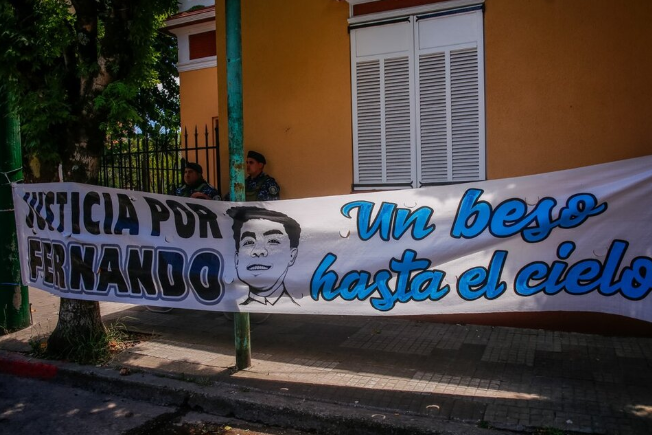 JUSTICIA POR
FERNANDO
Un beso
hasta el cielo